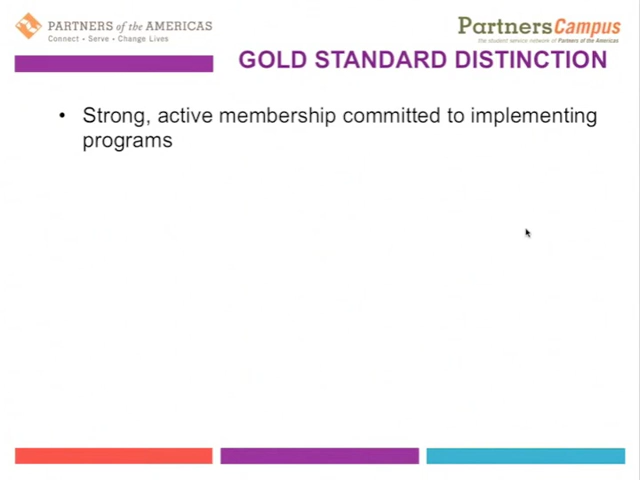 PARTNERS of the AMERICAS
Connect • Serve • Change Lives
PartnersCampus
the student service network of Partners of the Americas
GOLD STANDARD DISTINCTION
• Strong, active membership committed to implementing
programs